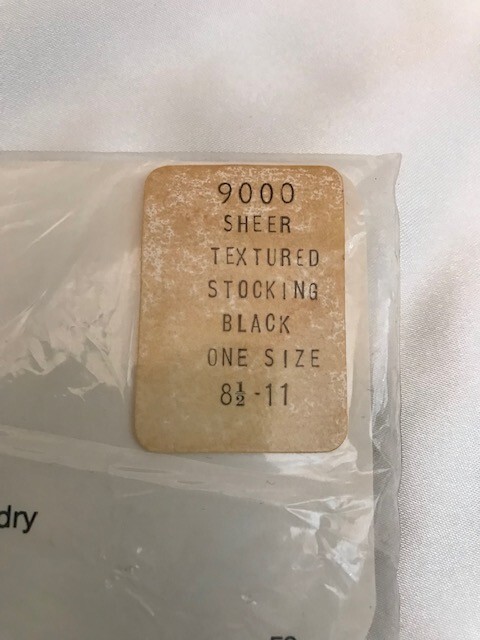 9000
SHEER
TEXTURED
STOCKING
BLACK
ONE SIZE
8½-11
dry